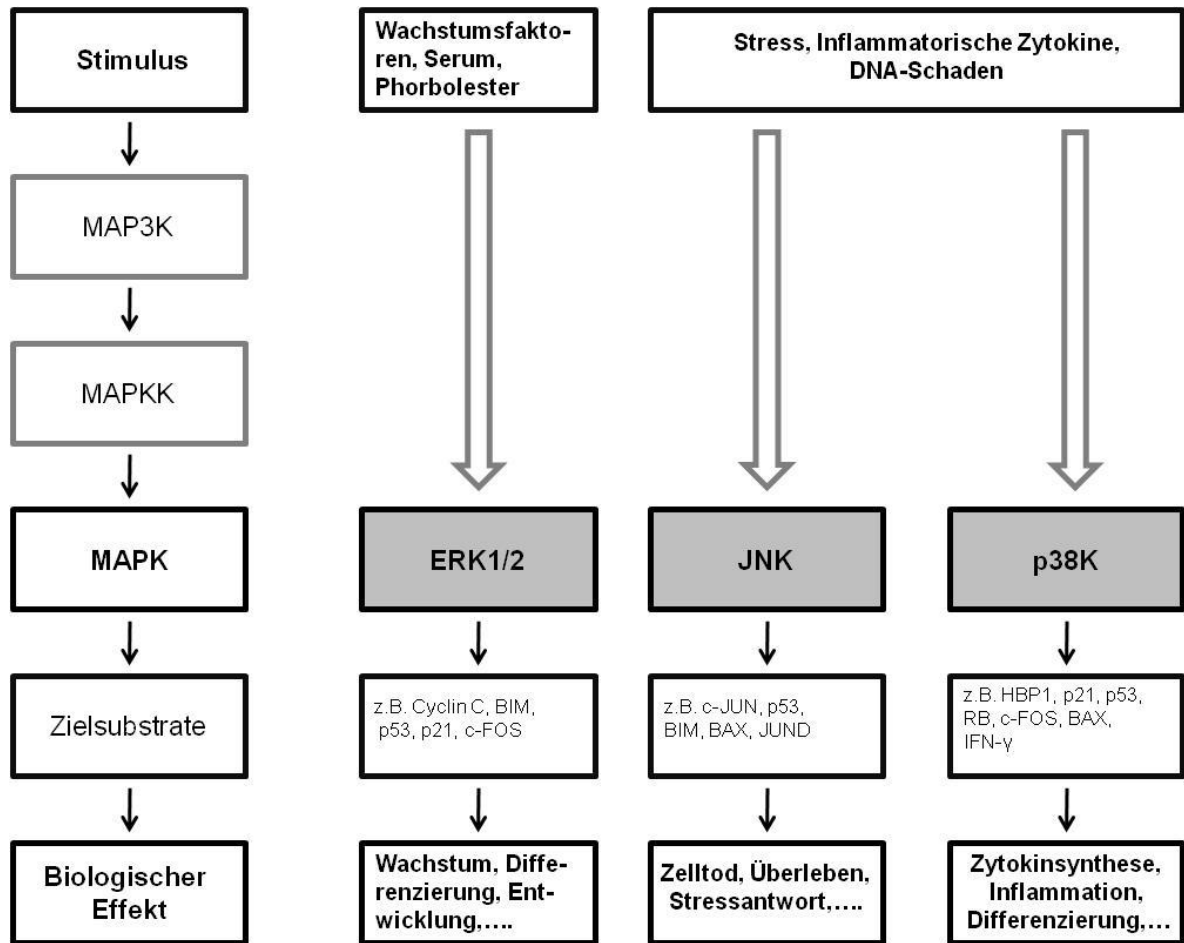 Stimulus
Wachstumsfakto-
ren, Serum,
Phorbolester
Stress, Inflammatorische Zytokine,
DNA-Schaden
MAP3K
MAPKK
MAPK
ERK1/2
JNK
p38K
Zielsubstrate
z.B. Cyclin C, BIM,
p53, p21, c-FOS
z.B. c-JUN, p53,
BIM, BAX, JUND
z.B. HBP1, p21, p53,
RB, c-FOS, BAX,
IFN-γ
Biologischer
Effekt
Wachstum, Diffe-
renzierung, Ent-
wicklung,....
Zelltod, Überleben,
Stressantwort,....
Zytokinsynthese,
Inflammation,
Differenzierung,...